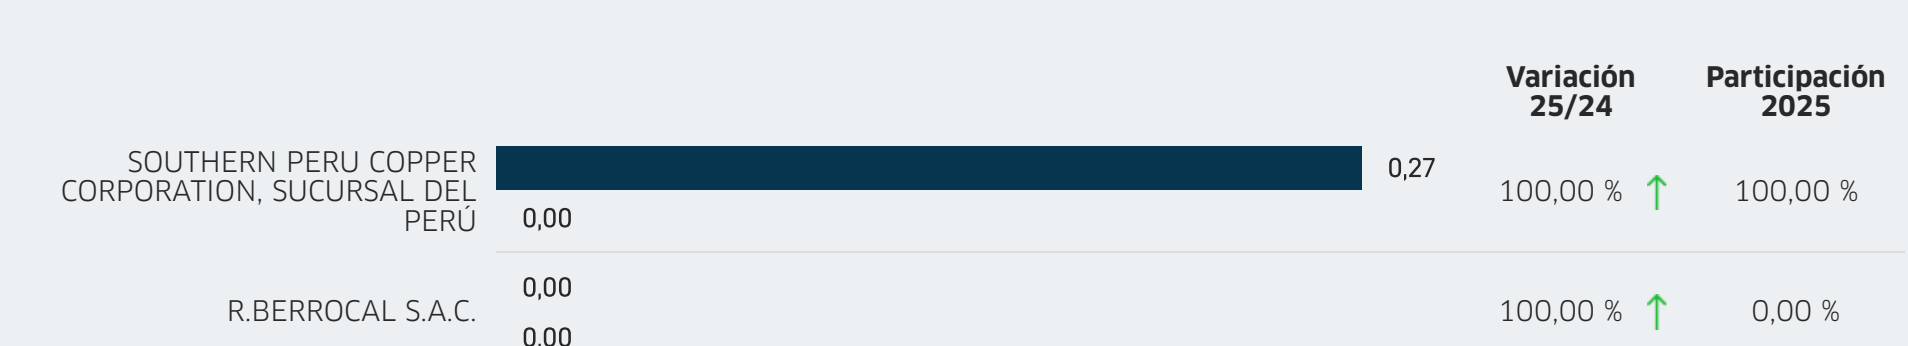 Variación
25/24
Participación
2025
SOUTHERN PERU COPPER
CORPORATION, SUCURSAL DEL
PERÚ
0,27
0,00
100,00 %
100,00 %
R.BERROCAL S.A.C.
0,00
0,00
100,00 %
0,00 %